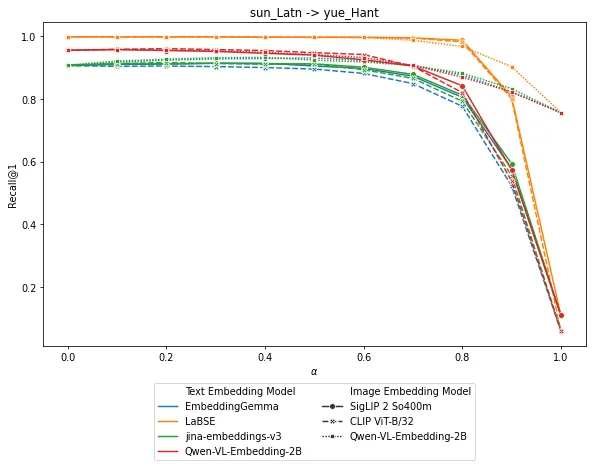 sun_Latn -> yue_Hant
Recall@1
1.0
0.8
0.6
0.4
0.2
0.0 0.2 0.4 0.6 0.8 1.0
α
Text Embedding Model Image Embedding Model
EmbeddingGemma SigLIP 2 So400m
LaBSE CLIP ViT-B/32
jina-embeddings-v3 Qwen-VL-Embedding-2B
Qwen-VL-Embedding-2B